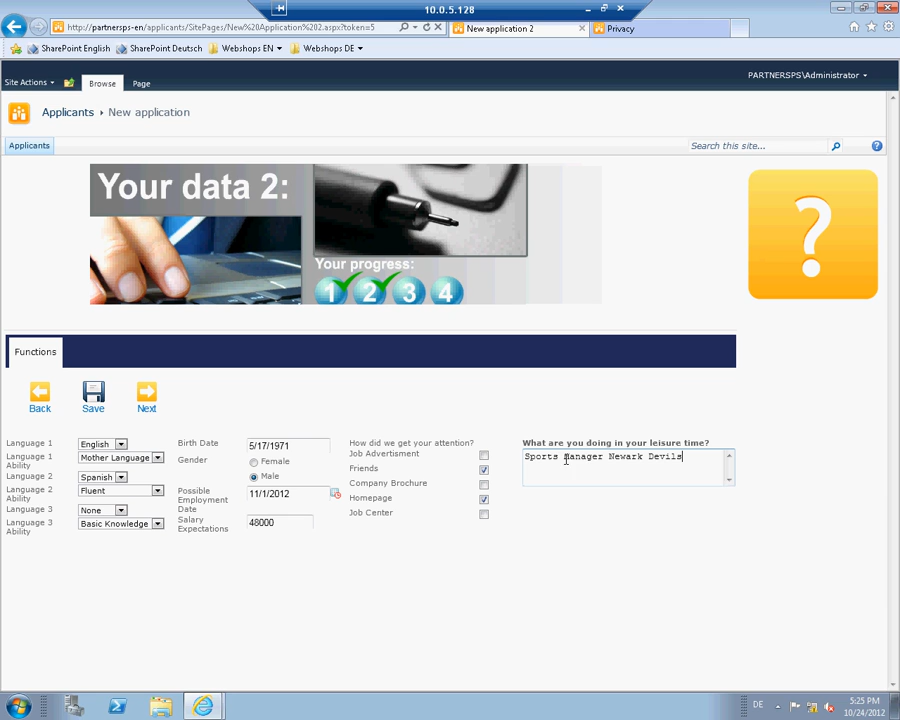 10.0.5.128
http://partnersps-en/applicants/SitePages/New%20Application%202.aspx?token=5
New application 2
Privacy
SharePoint English
SharePoint Deutsch
Webshops EN
Webshops DE
Site Actions
Browse
Page
PARTNERSPS\Administrator
Applicants
New application
Applicants
Search this site...
Your data 2:
Your progress:
1 2 3 4
?
Functions
Back
Save
Next
Language 1
English
Language 1 Ability
Mother Language
Language 2
Spanish
Language 2 Ability
Fluent
Language 3
None
Language 3 Ability
Basic Knowledge
Birth Date
5/17/1971
Gender
Female
Male
Possible Employment Date
11/1/2012
Salary Expectations
48000
How did we get your attention?
Job Advertisment
Friends
Company Brochure
Homepage
Job Center
What are you doing in your leisure time?
Sports Manager Newark Devils
DE
5:25 PM
10/24/2012